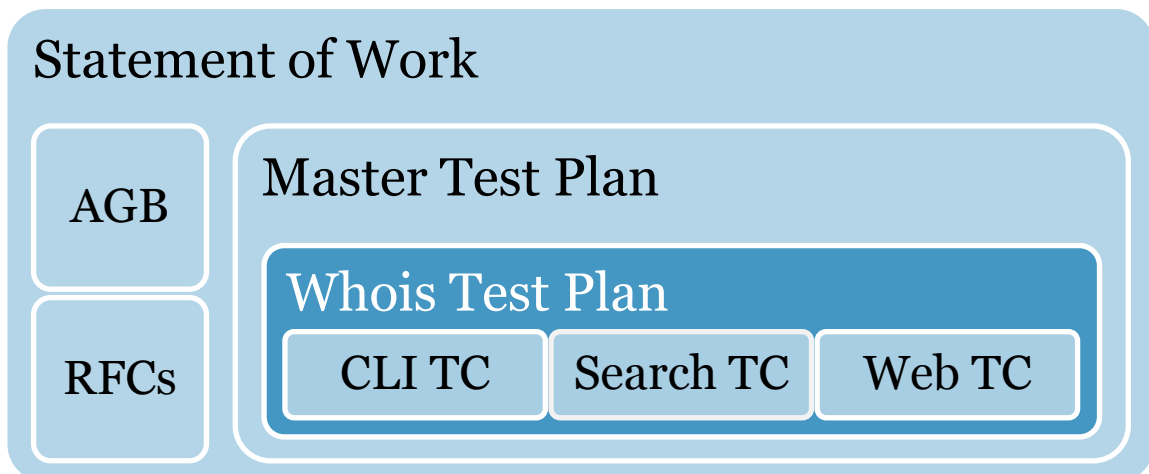 Statement of Work
AGB
RFCs
Master Test Plan
Whois Test Plan
CLI TC
Search TC
Web TC